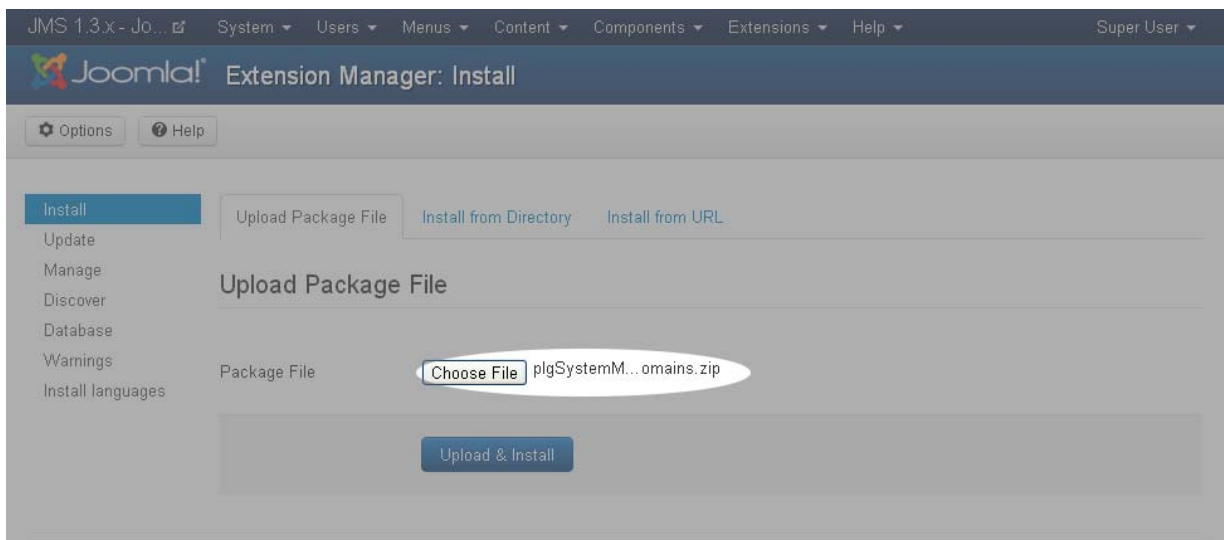 JMS 1.3.x - Jo... System Users Menus Content Components Extensions Help Super User
Joomla!® Extension Manager: Install
Options Help
Install
Update
Manage
Discover
Database
Warnings
Install languages
Upload Package File Install from Directory Install from URL
Upload Package File
Package File Choose File plgSystemM...omains.zip
Upload & Install